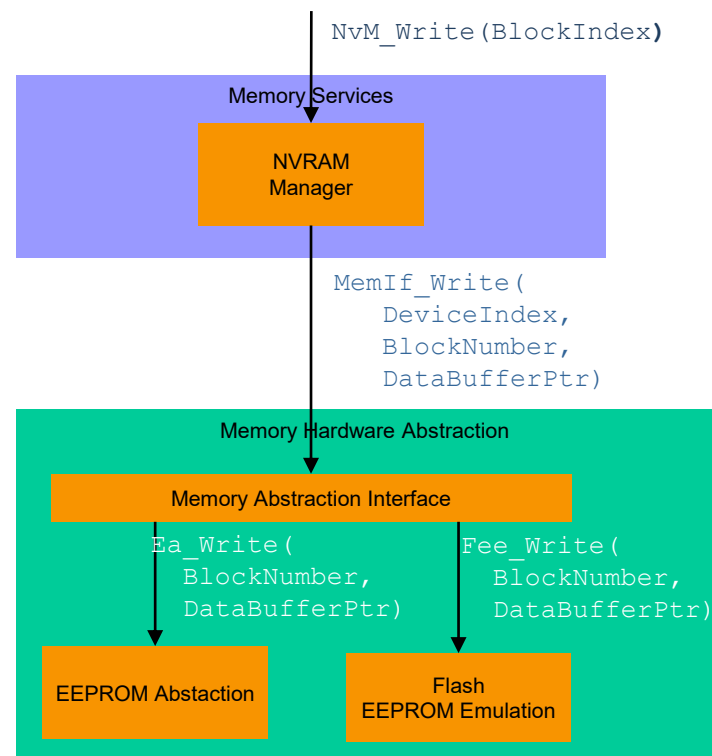 NvM_Write(BlockIndex)
Memory Services
NVRAM
Manager
MemIf_Write(
DeviceIndex,
BlockNumber,
DataBufferPtr)
Memory Hardware Abstraction
Memory Abstraction Interface
Ea_Write(
BlockNumber,
DataBufferPtr)
Fee_Write(
BlockNumber,
DataBufferPtr)
EEPROM Abstaction
Flash
EEPROM Emulation